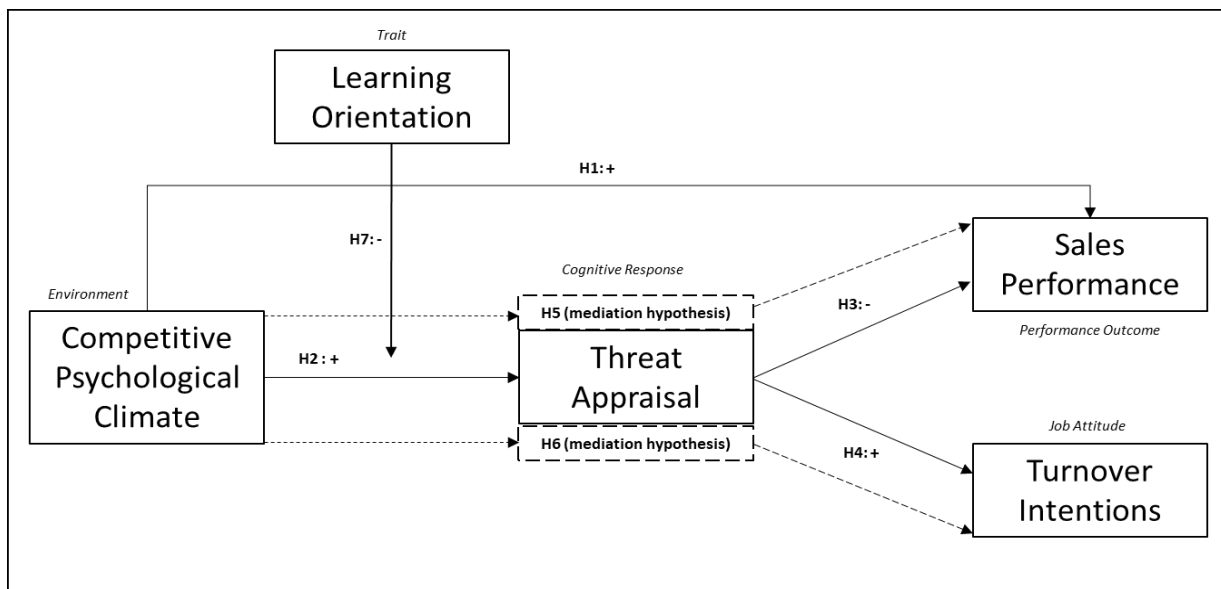 Trait
Learning
Orientation
H1: +
H7: -
Sales
Performance
Performance Outcome
Cognitive Response
Environment
H5 (mediation hypothesis)
H3: -
Competitive
Psychological
Climate
H2 : +
Threat
Appraisal
H6 (mediation hypothesis)
H4: +
Job Attitude
Turnover
Intentions